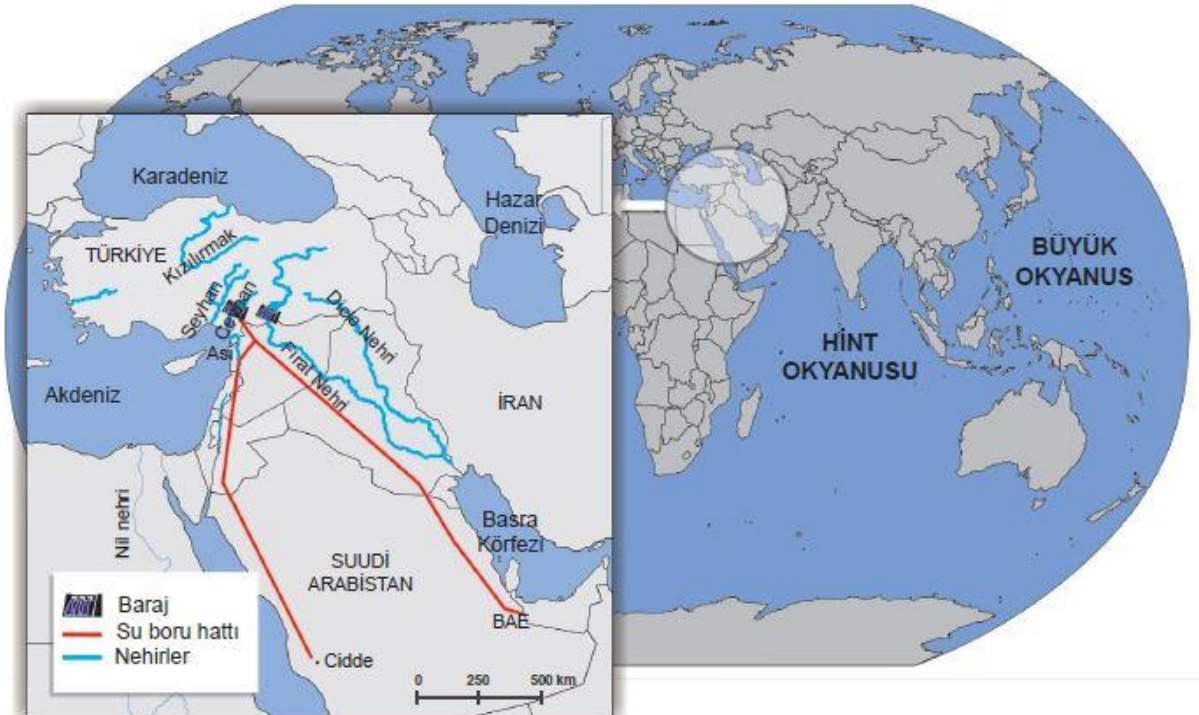 Karadeniz
Hazar
Denizi
TÜRKİYE
Kızılırmak
Seyhan
Asi
Dicle Nehri
Fırat Nehri
Akdeniz
İRAN
Nil nehri
Basra
Körfezi
SUUDİ
ARABİSTAN
BAE
Cidde
Baraj
Su boru hattı
Nehirler
0 250 500 km
BÜYÜK
OKYANUS
HİNT
OKYANUSU